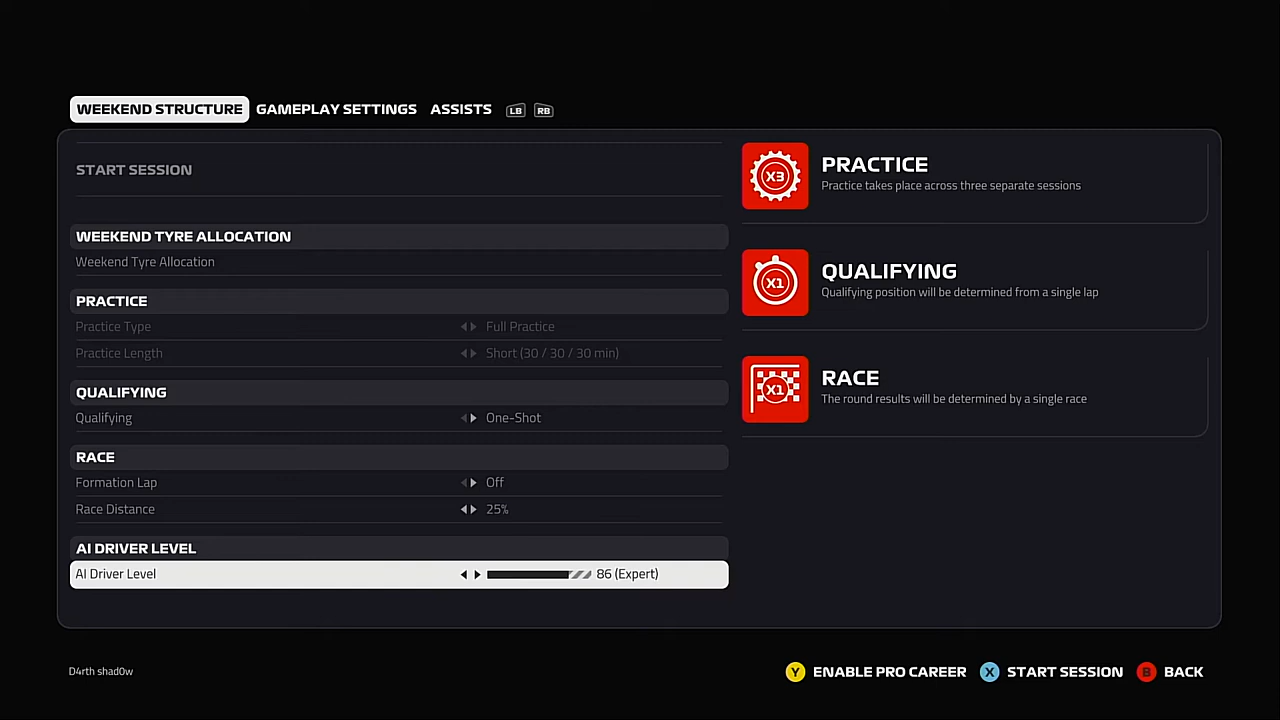 WEEKEND STRUCTURE GAMEPLAY SETTINGS ASSISTS LB RB
START SESSION
WEEKEND TYRE ALLOCATION
Weekend Tyre Allocation
PRACTICE
Practice Type Full Practice
Practice Length Short (30 / 30 / 30 min)
QUALIFYING
Qualifying One-Shot
RACE
Formation Lap Off
Race Distance 25%
AI DRIVER LEVEL
AI Driver Level 86 (Expert)
X3 PRACTICE
Practice takes place across three separate sessions
X1 QUALIFYING
Qualifying position will be determined from a single lap
X1 RACE
The round results will be determined by a single race
D4rth shad0w
Y ENABLE PRO CAREER X START SESSION B BACK